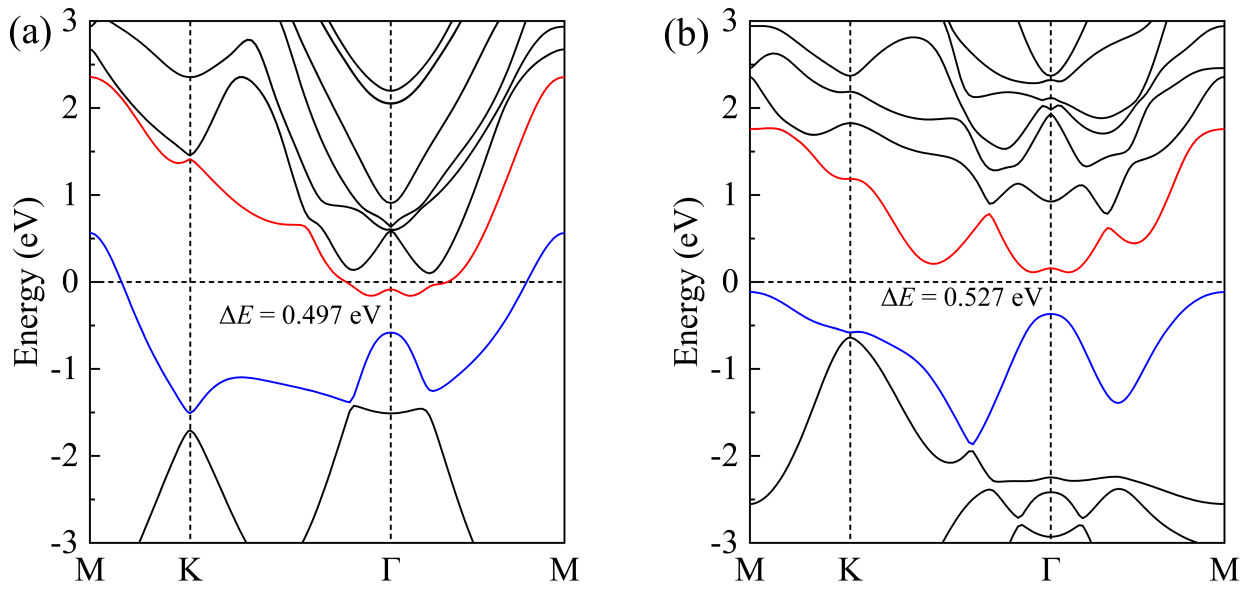 (a)
3
2
1
0
-1
-2
-3
Energy (eV)
ΔE = 0.497 eV
M K Γ M
(b)
3
2
1
0
-1
-2
-3
Energy (eV)
ΔE = 0.527 eV
M K Γ M